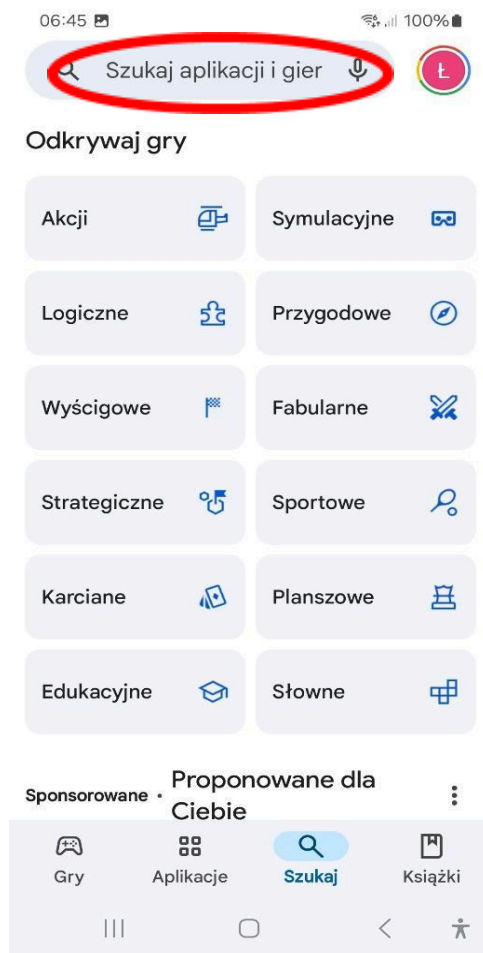 06:45 100%
Szukaj aplikacji i gier Ł
Odkrywaj gry
Akcji Symulacyjne
Logiczne Przygodowe
Wyścigowe Fabularne
Strategiczne Sportowe
Karciane Planszowe
Edukacyjne Słowne
Sponsorowane • Proponowane dla
Ciebie
Gry Aplikacje Szukaj Książki